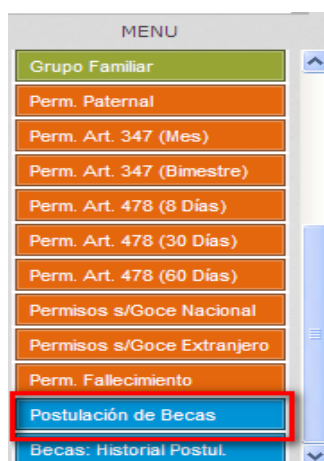 MENU
Grupo Familiar
Perm. Paternal
Perm. Art. 347 (Mes)
Perm. Art. 347 (Bimestre)
Perm. Art. 478 (8 Días)
Perm. Art. 478 (30 Días)
Perm. Art. 478 (60 Días)
Permisos s/Goce Nacional
Permisos s/Goce Extranjero
Perm. Fallecimiento
Postulación de Becas
Becas: Historial Postul.